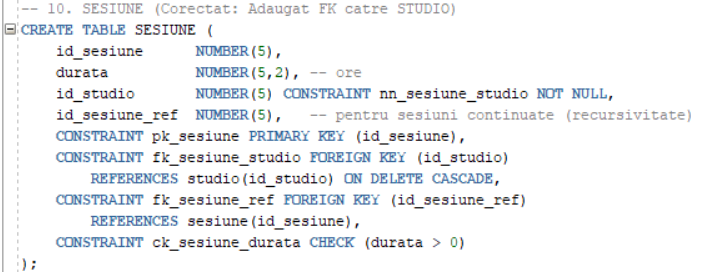 -- 10. SESIUNE (Corectat: Adaugat FK catre STUDIO)
CREATE TABLE SESIUNE (
    id_sesiune      NUMBER(5),
    durata          NUMBER(5,2), -- ore
    id_studio       NUMBER(5) CONSTRAINT nn_sesiune_studio NOT NULL,
    id_sesiune_ref  NUMBER(5),   -- pentru sesiuni continuate (recursivitate)
    CONSTRAINT pk_sesiune PRIMARY KEY (id_sesiune),
    CONSTRAINT fk_sesiune_studio FOREIGN KEY (id_studio)
        REFERENCES studio(id_studio) ON DELETE CASCADE,
    CONSTRAINT fk_sesiune_ref FOREIGN KEY (id_sesiune_ref)
        REFERENCES sesiune(id_sesiune),
    CONSTRAINT ck_sesiune_durata CHECK (durata > 0)
);